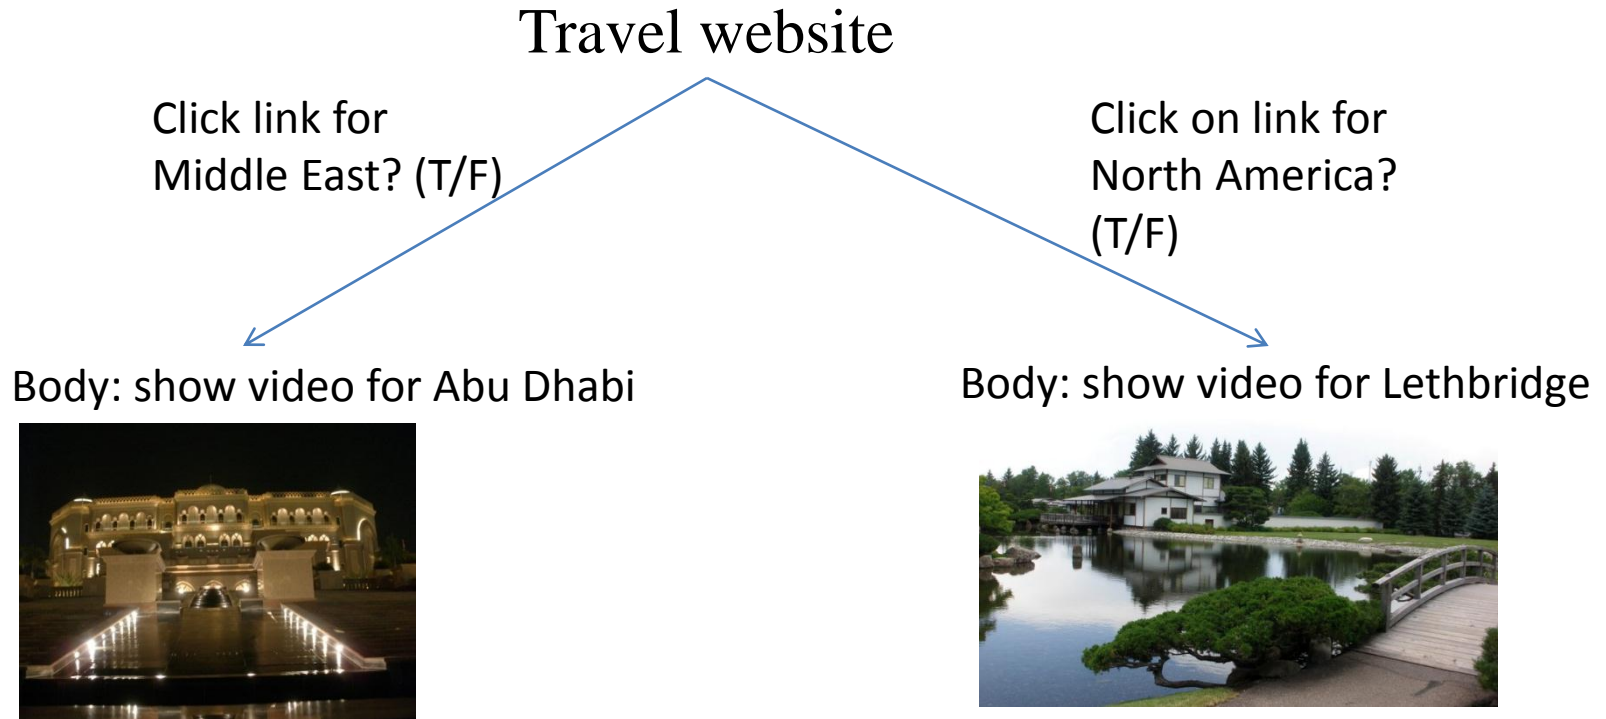 Travel website
Click link for
Middle East? (T/F)
Click on link for
North America?
(T/F)
Body: show video for Abu Dhabi
Body: show video for Lethbridge